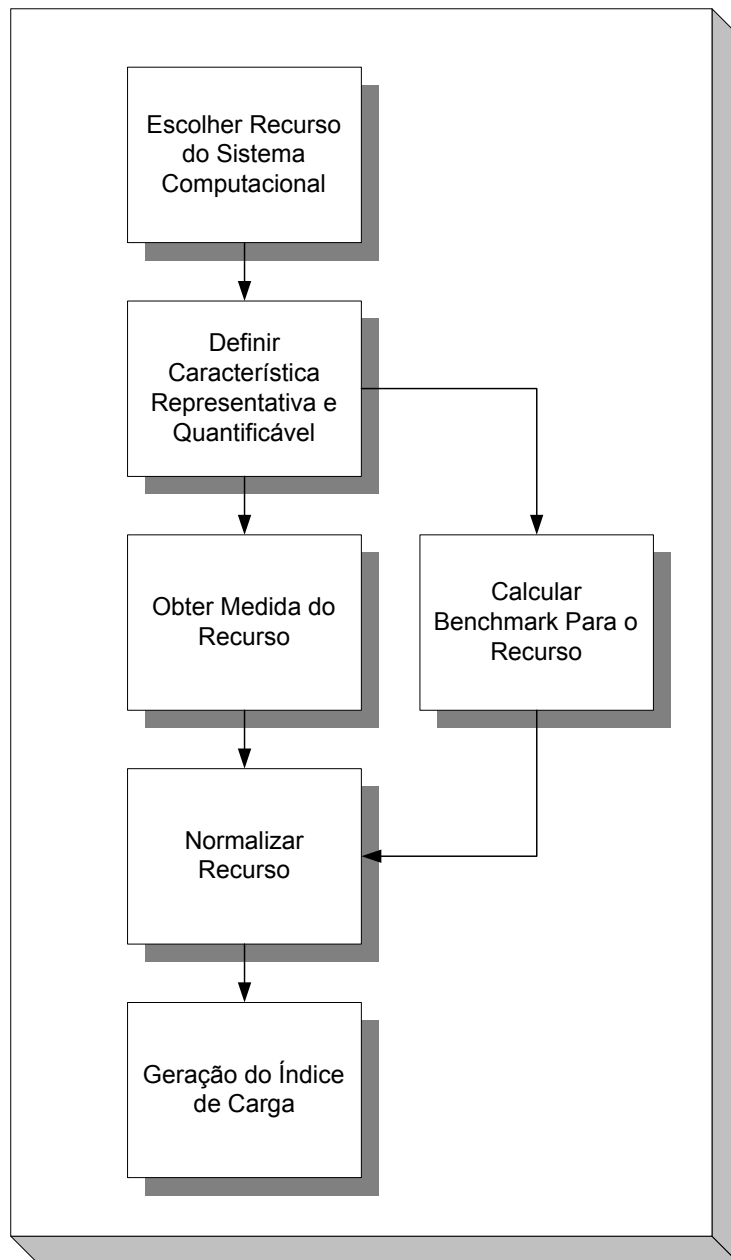 Escolher Recurso
do Sistema
Computacional
Definir
Característica
Representativa e
Quantificável
Obter Medida do
Recurso
Calcular
Benchmark Para o
Recurso
Normalizar
Recurso
Geração do Índice
de Carga